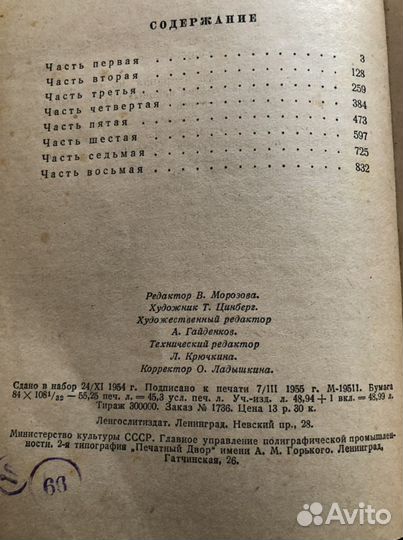 СОДЕРЖАНИЕ
Часть первая . . . . . . . . . . . . 3
Часть вторая . . . . . . . . . . . . 128
Часть третья . . . . . . . . . . . . 259
Часть четвертая . . . . . . . . . . . 384
Часть пятая . . . . . . . . . . . . 473
Часть шестая . . . . . . . . . . . . 597
Часть седьмая . . . . . . . . . . . . 725
Часть восьмая . . . . . . . . . . . . 832
Редактор В. Морозова.
Художник Т. Цинберг.
Художественный редактор
А. Гайденков.
Технический редактор
Л. Крючкина.
Корректор О. Ладышкина.
Сдано в набор 24/XI 1954 г. Подписано к печати 7/III 1955 г. М-19511. Бумага
84 × 108¹/₃₂ — 55,25 печ. л.=45,3 усл. печ. л. Уч.-изд. л. 48,94+1 вкл.=48,99 л.
Тираж 300000. Заказ № 1736. Цена 13 р. 30 к.
Ленгослитиздат. Ленинград, Невский пр., 28.
Министерство культуры СССР. Главное управление полиграфической промышлен-
ности. 2-я типография „Печатный Двор“ имени А. М. Горького. Ленинград,
Гатчинская, 26.
Avito